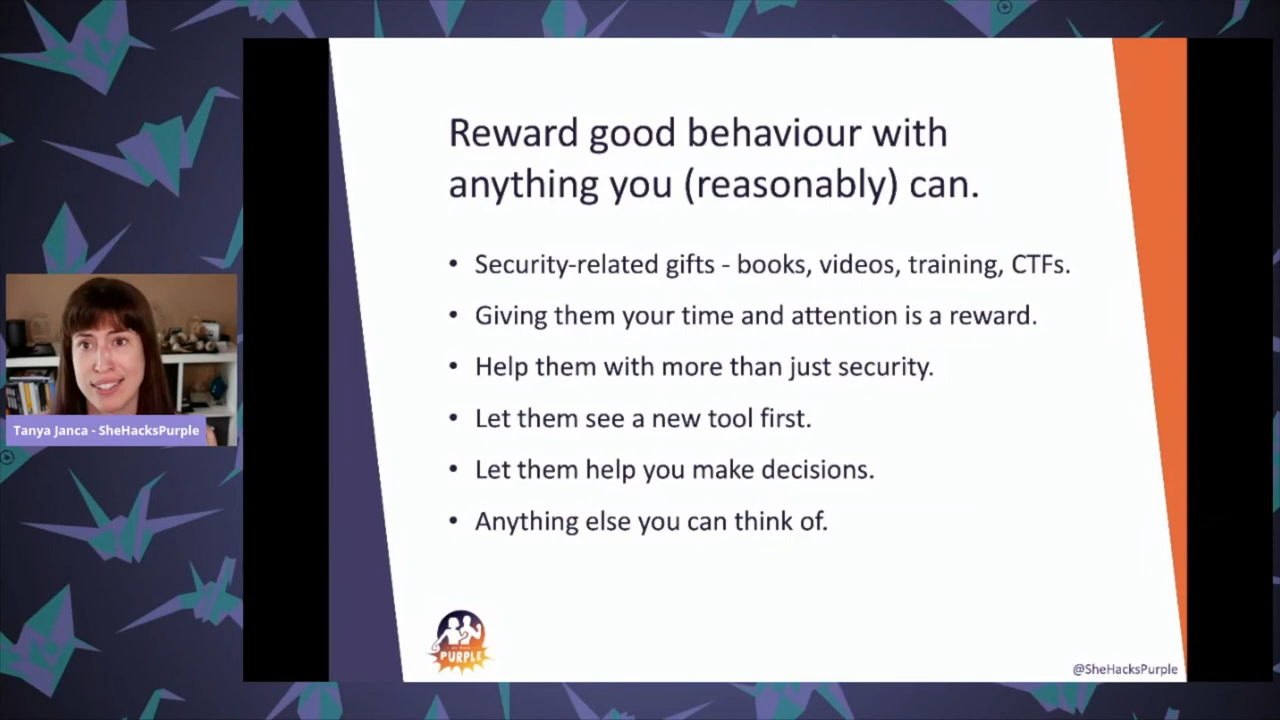 Reward good behaviour with
anything you (reasonably) can.
• Security-related gifts - books, videos, training, CTFs.
• Giving them your time and attention is a reward.
• Help them with more than just security.
• Let them see a new tool first.
• Let them help you make decisions.
• Anything else you can think of.
Tanya Janca - SheHacksPurple
PURPLE
@SheHacksPurple